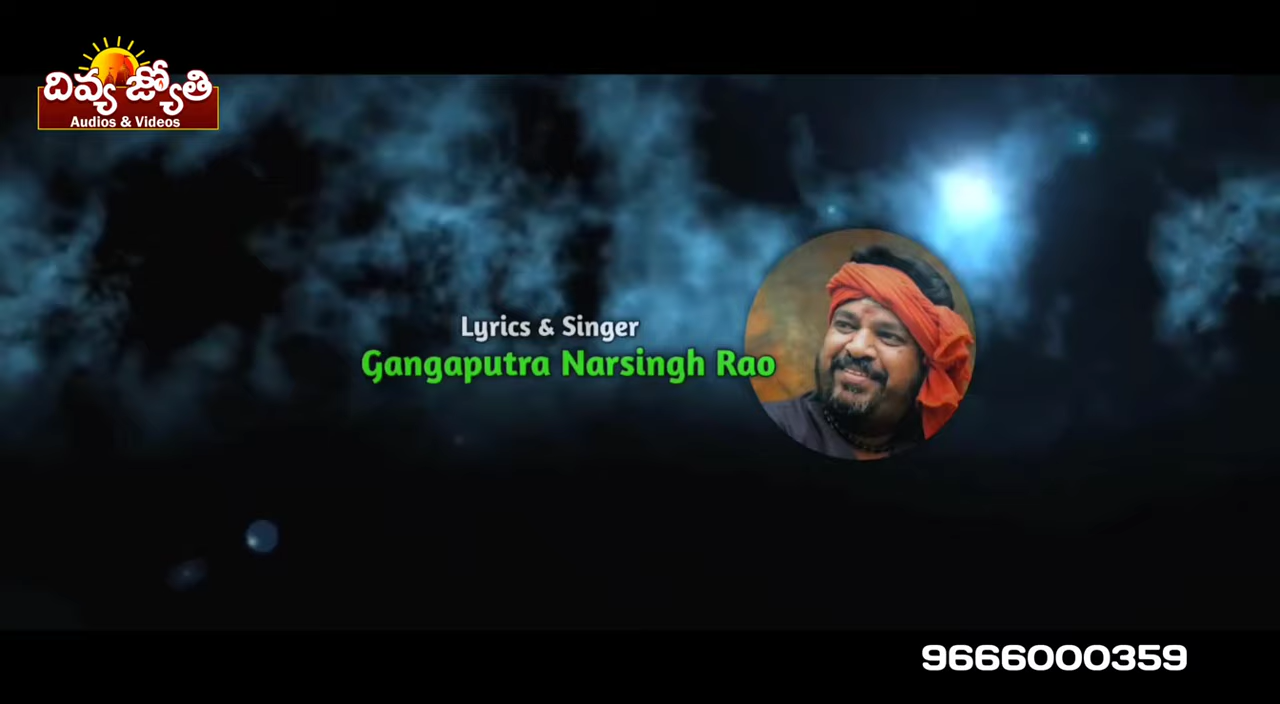 దివ్య జ్యోతి
Audios & Videos
Lyrics & Singer
Gangaputra Narsingh Rao
9666000359